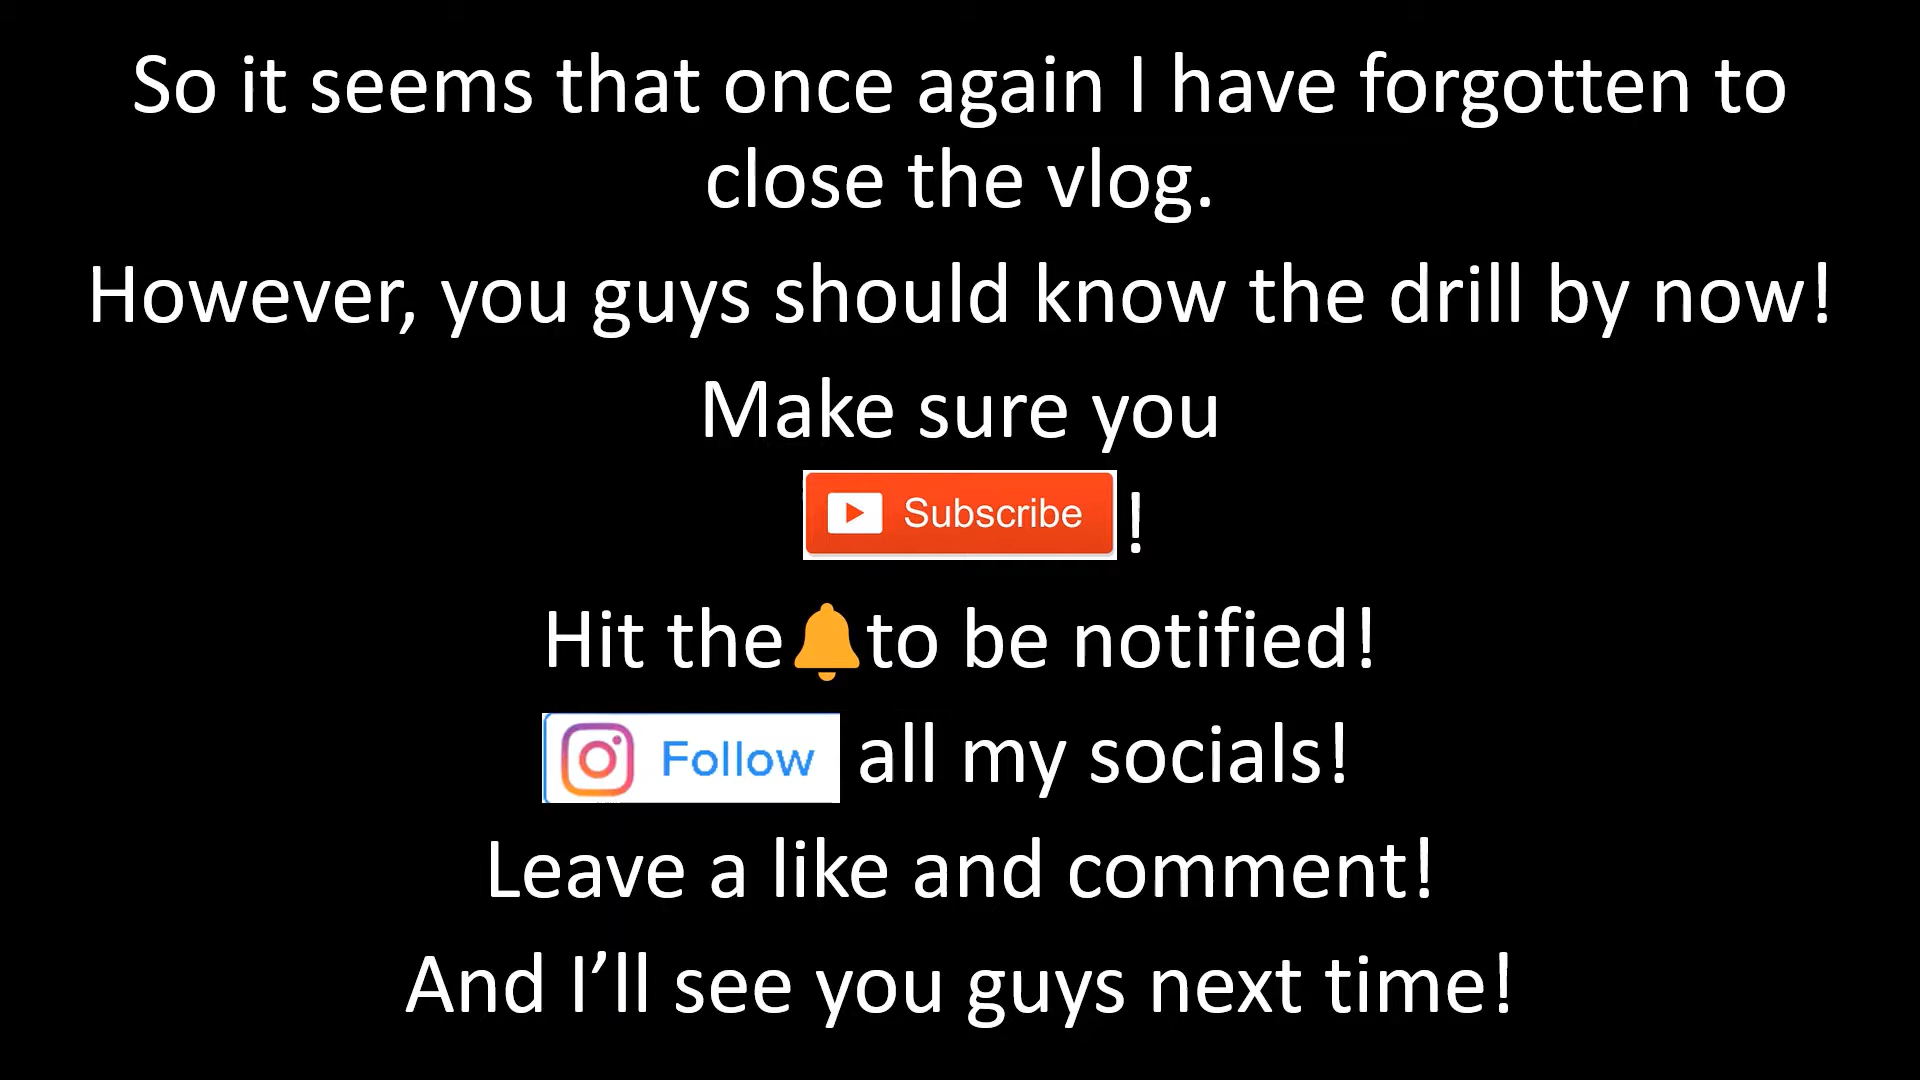 So it seems that once again I have forgotten to
close the vlog.
However, you guys should know the drill by now!
Make sure you
Subscribe !
Hit the to be notified!
Follow all my socials!
Leave a like and comment!
And I’ll see you guys next time!